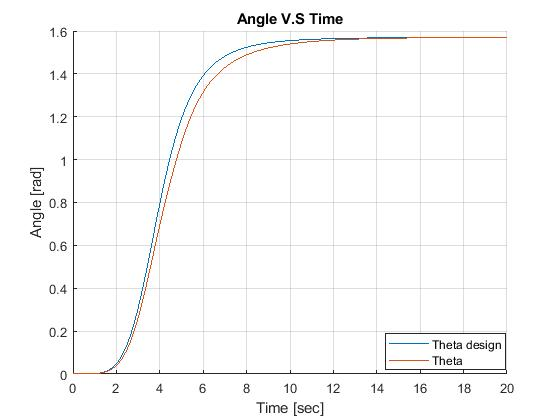 Angle V.S Time
Angle [rad]
1.6
1.4
1.2
1
0.8
0.6
0.4
0.2
0
0 2 4 6 8 10 12 14 16 18 20
Time [sec]
Theta design
Theta